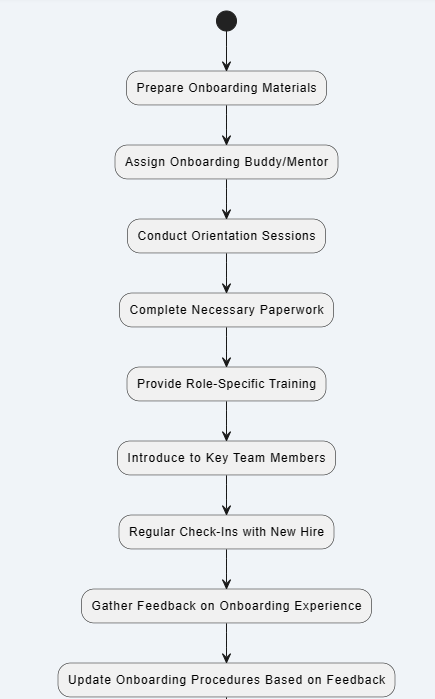 Prepare Onboarding Materials
Assign Onboarding Buddy/Mentor
Conduct Orientation Sessions
Complete Necessary Paperwork
Provide Role-Specific Training
Introduce to Key Team Members
Regular Check-Ins with New Hire
Gather Feedback on Onboarding Experience
Update Onboarding Procedures Based on Feedback